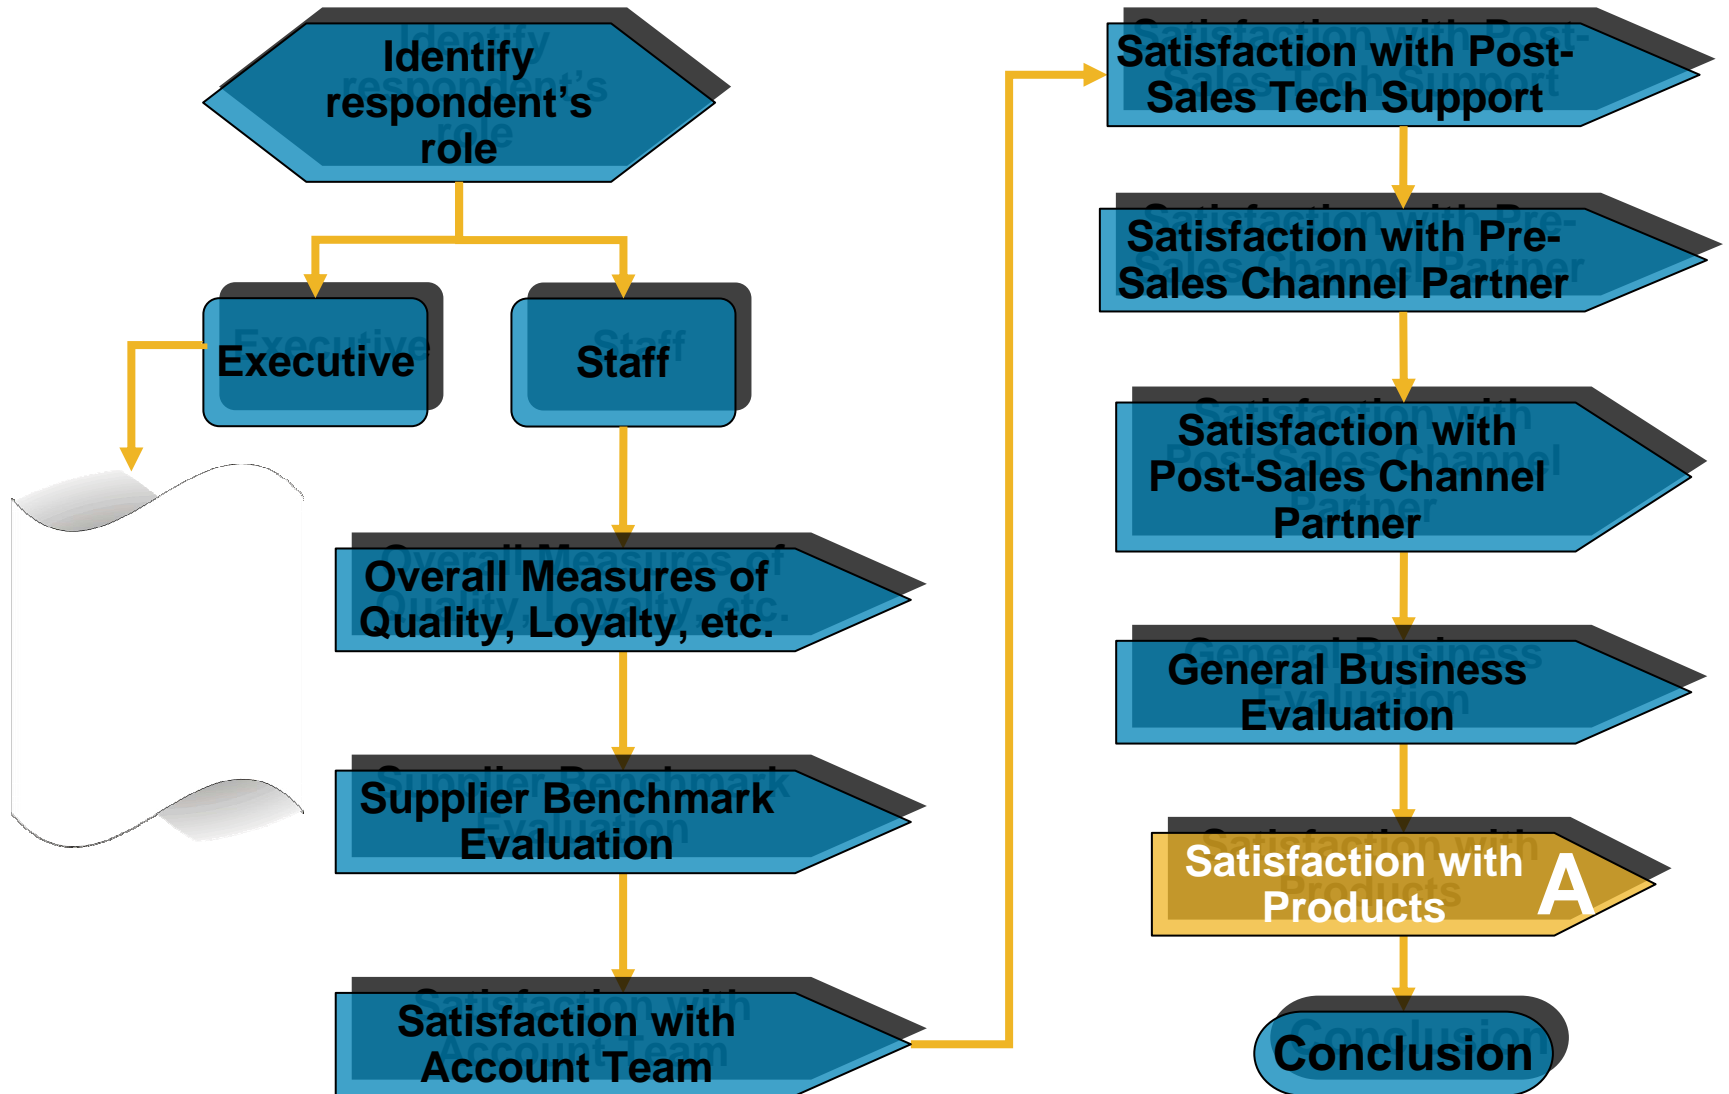 Identify
respondent’s
role
Executive
Staff
Overall Measures of
Quality, Loyalty, etc.
Supplier Benchmark
Evaluation
Satisfaction with
Account Team
Satisfaction with Post-
Sales Tech Support
Satisfaction with Pre-
Sales Channel Partner
Satisfaction with
Post-Sales Channel
Partner
General Business
Evaluation
Satisfaction with
Products
A
Conclusion